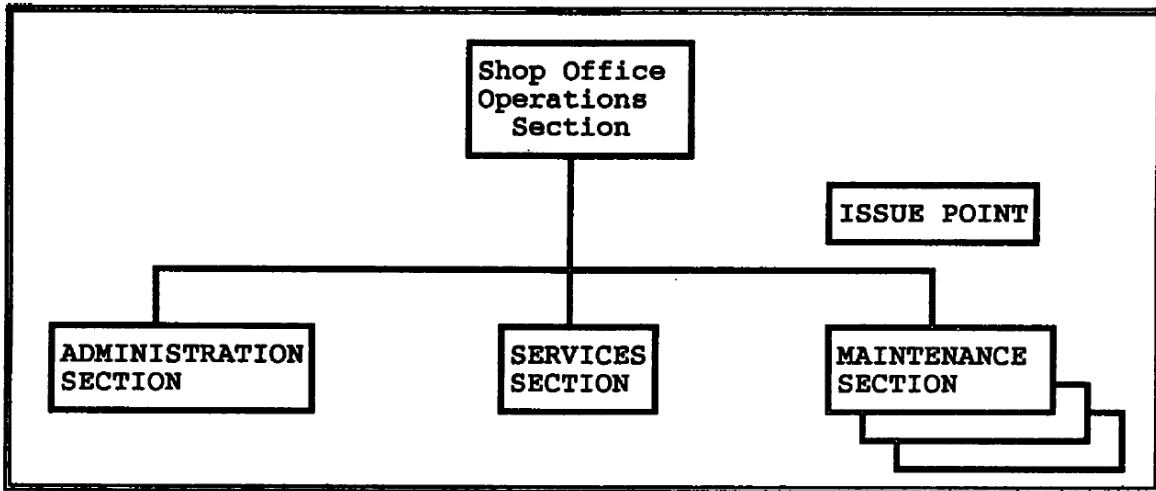 Shop Office
Operations
Section
ISSUE POINT
ADMINISTRATION
SECTION
SERVICES
SECTION
MAINTENANCE
SECTION